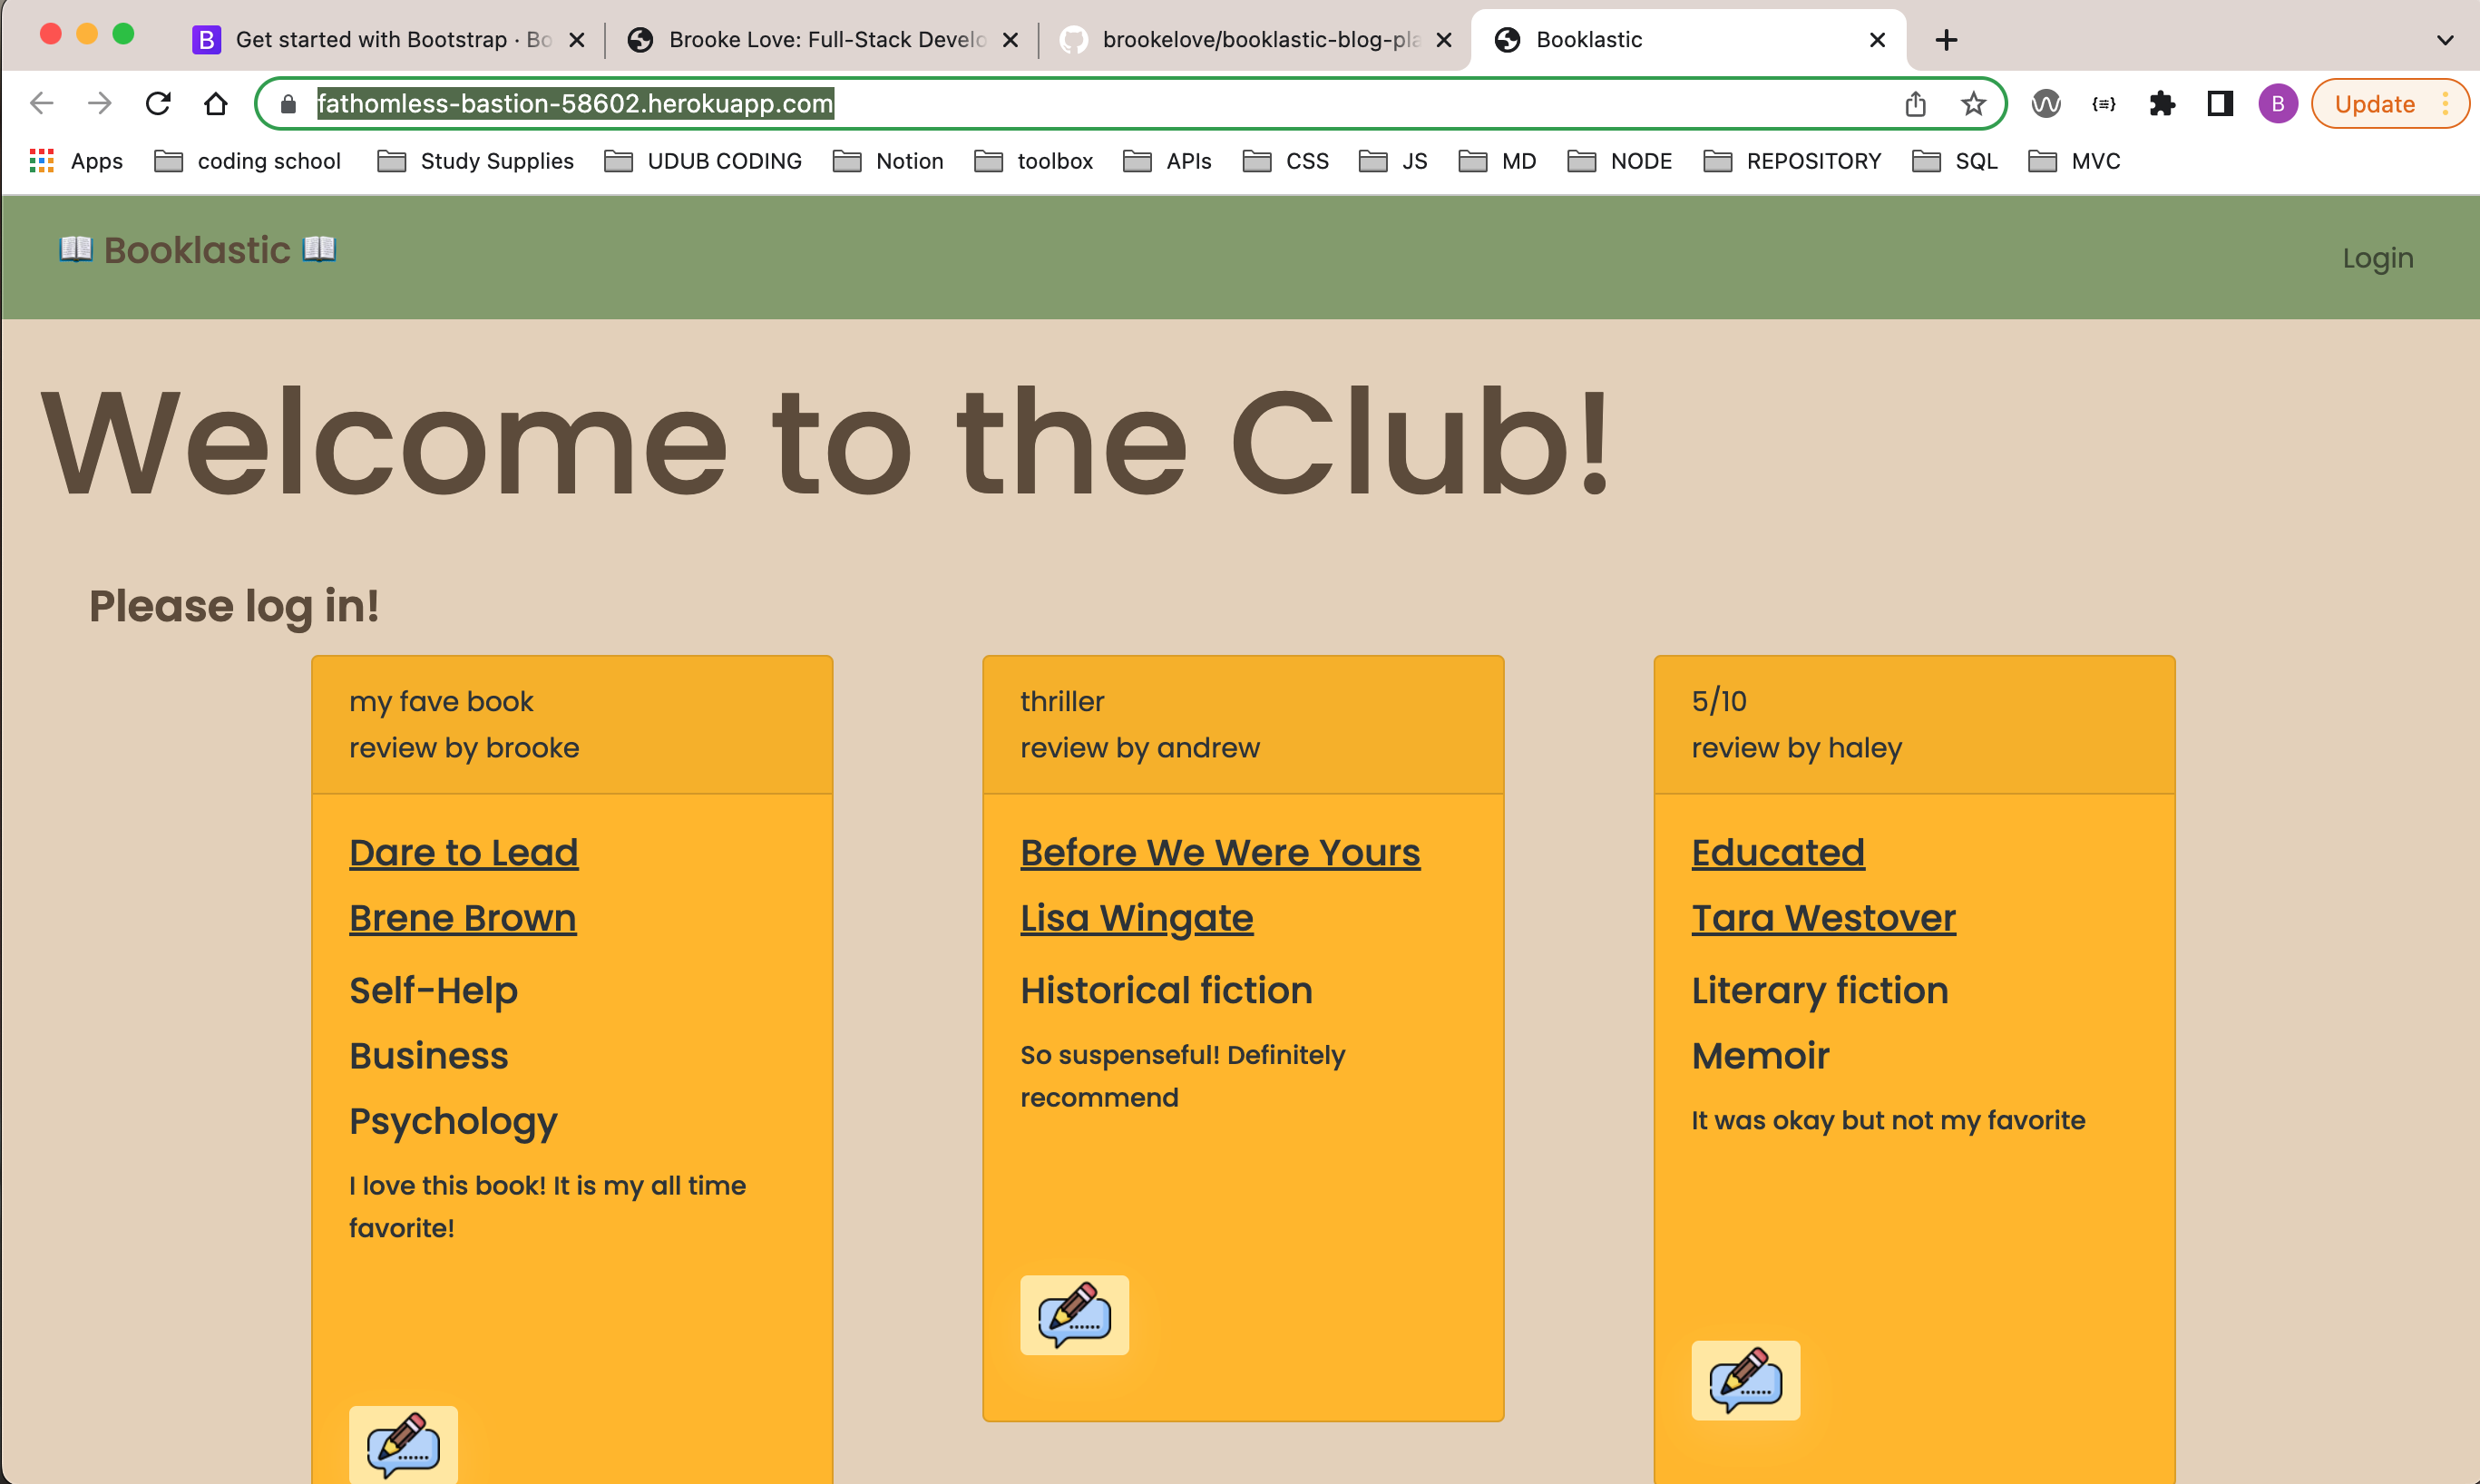 Get started with Bootstrap · Bo
Brooke Love: Full-Stack Develo
brookelove/booklastic-blog-pla
Booklastic
fathomless-bastion-58602.herokuapp.com
B
Update
Apps
coding school
Study Supplies
UDUB CODING
Notion
toolbox
APIs
CSS
JS
MD
NODE
REPOSITORY
SQL
MVC
📖 Booklastic 📖
Login
Welcome to the Club!
Please log in!
my fave book
review by brooke
Dare to Lead
Brene Brown
Self-Help
Business
Psychology
I love this book! It is my all time
favorite!
thriller
review by andrew
Before We Were Yours
Lisa Wingate
Historical fiction
So suspenseful! Definitely
recommend
5/10
review by haley
Educated
Tara Westover
Literary fiction
Memoir
It was okay but not my favorite